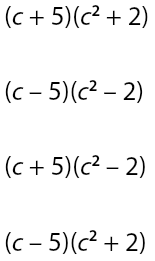 (c + 5)(c² + 2)
(c – 5)(c² – 2)
(c + 5)(c² – 2)
(c – 5)(c² + 2)